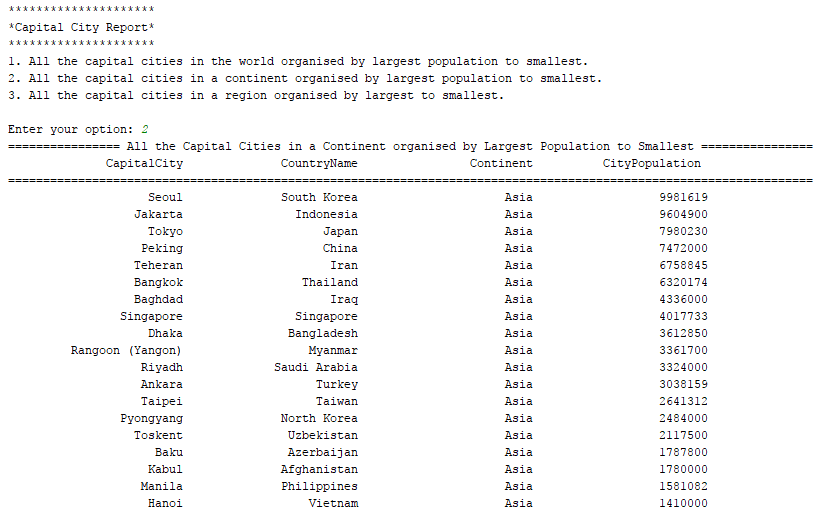 *********************
*Capital City Report*
*********************
1. All the capital cities in the world organised by largest population to smallest.
2. All the capital cities in a continent organised by largest population to smallest.
3. All the capital cities in a region organised by largest to smallest.
Enter your option: 2
================ All the Capital Cities in a Continent organised by Largest Population to Smallest ================
CapitalCity CountryName Continent CityPopulation
===================================================================================================================
Seoul South Korea Asia 9981619
Jakarta Indonesia Asia 9604900
Tokyo Japan Asia 7980230
Peking China Asia 7472000
Teheran Iran Asia 6758845
Bangkok Thailand Asia 6320174
Baghdad Iraq Asia 4336000
Singapore Singapore Asia 4017733
Dhaka Bangladesh Asia 3612850
Rangoon (Yangon) Myanmar Asia 3361700
Riyadh Saudi Arabia Asia 3324000
Ankara Turkey Asia 3038159
Taipei Taiwan Asia 2641312
Pyongyang North Korea Asia 2484000
Toskent Uzbekistan Asia 2117500
Baku Azerbaijan Asia 1787800
Kabul Afghanistan Asia 1780000
Manila Philippines Asia 1581082
Hanoi Vietnam Asia 1410000